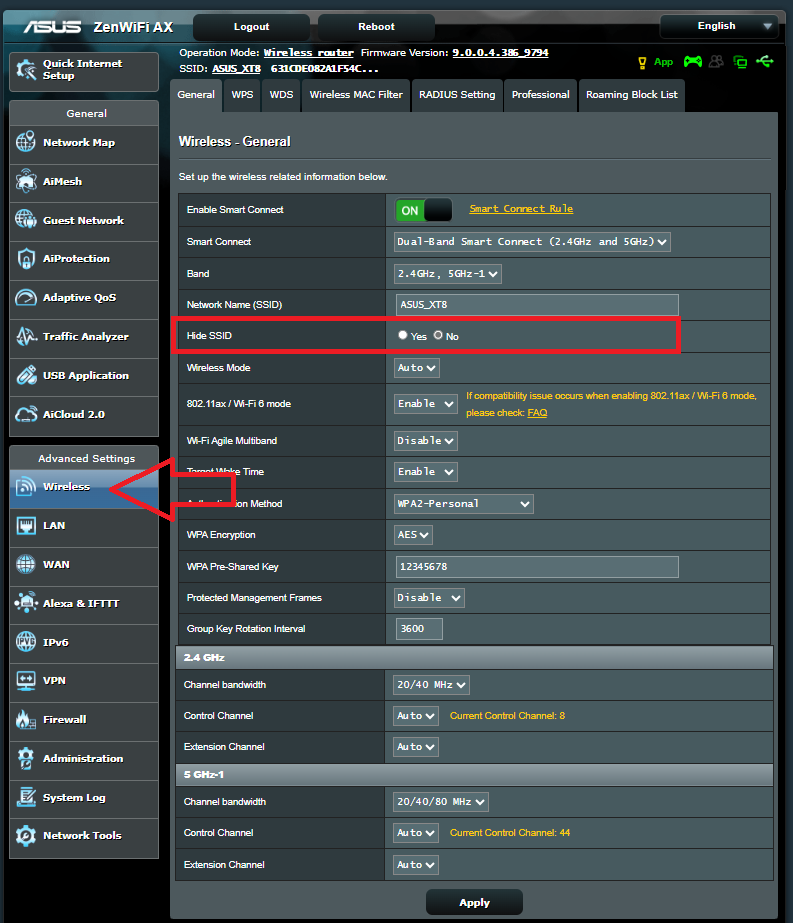 ASUS ZenWiFi AX Logout Reboot English
Operation Mode: Wireless router Firmware Version: 9.0.0.4.386_9794
SSID: ASUS_XT8 631CDE082A1F54C...
App
Quick Internet
Setup
General
Network Map
AiMesh
Guest Network
AiProtection
Adaptive QoS
Traffic Analyzer
USB Application
AiCloud 2.0
Advanced Settings
Wireless
LAN
WAN
Alexa & IFTTT
IPv6
VPN
Firewall
Administration
System Log
Network Tools
General WPS WDS Wireless MAC Filter RADIUS Setting Professional Roaming Block List
Wireless - General
Set up the wireless related information below.
Enable Smart Connect ON Smart Connect Rule
Smart Connect Dual-Band Smart Connect (2.4GHz and 5GHz)
Band 2.4GHz, 5GHz-1
Network Name (SSID) ASUS_XT8
Hide SSID Yes No
Wireless Mode Auto
802.11ax / Wi-Fi 6 mode Enable If compatibility issue occurs when enabling 802.11ax / Wi-Fi 6 mode,
please check: FAQ
Wi-Fi Agile Multiband Disable
Target Wake Time Enable
Authentication Method WPA2-Personal
WPA Encryption AES
WPA Pre-Shared Key 12345678
Protected Management Frames Disable
Group Key Rotation Interval 3600
2.4 GHz
Channel bandwidth 20/40 MHz
Control Channel Auto Current Control Channel: 8
Extension Channel Auto
5 GHz-1
Channel bandwidth 20/40/80 MHz
Control Channel Auto Current Control Channel: 44
Extension Channel Auto
Apply